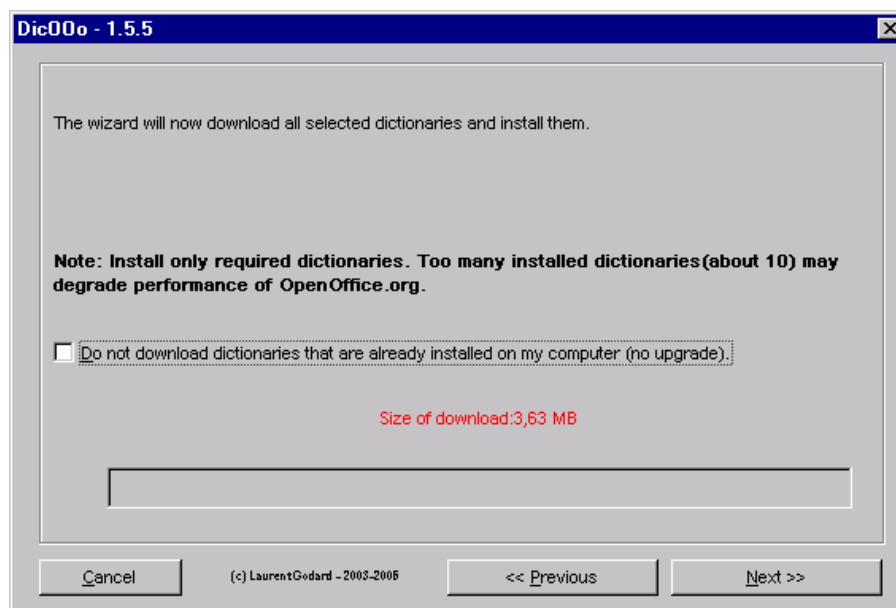 DicOOo - 1.5.5
The wizard will now download all selected dictionaries and install them.
Note: Install only required dictionaries. Too many installed dictionaries(about 10) may
degrade performance of OpenOffice.org.
Do not download dictionaries that are already installed on my computer (no upgrade).
Size of download:3,63 MB
Cancel
(c) LaurentGodard - 2003-2005
<< Previous
Next >>